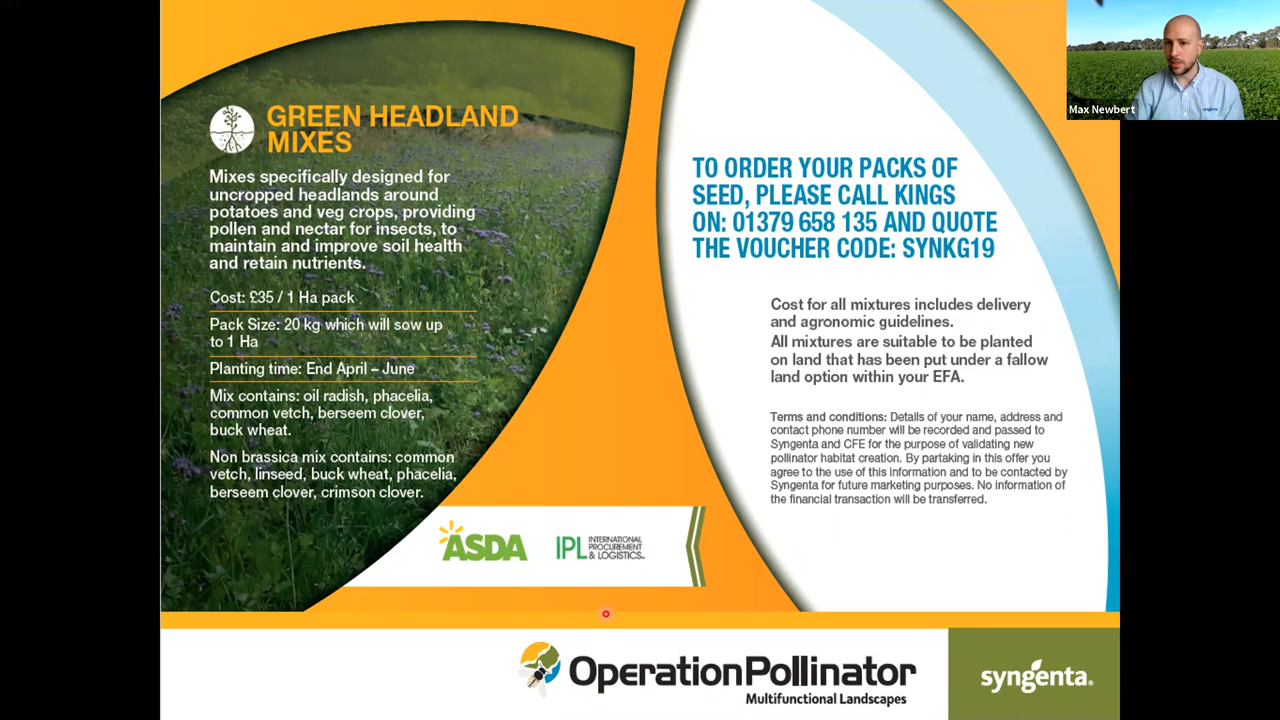 GREEN HEADLAND
MIXES
Mixes specifically designed for
uncropped headlands around
potatoes and veg crops, providing
pollen and nectar for insects, to
maintain and improve soil health
and retain nutrients.
Cost: £35 / 1 Ha pack
Pack Size: 20 kg which will sow up
to 1 Ha
Planting time: End April – June
Mix contains: oil radish, phacelia,
common vetch, berseem clover,
buck wheat.
Non brassica mix contains: common
vetch, linseed, buck wheat, phacelia,
berseem clover, crimson clover.
ASDA
IPL INTERNATIONAL
PROCUREMENT
& LOGISTICS
TO ORDER YOUR PACKS OF
SEED, PLEASE CALL KINGS
ON: 01379 658 135 AND QUOTE
THE VOUCHER CODE: SYNKG19
Cost for all mixtures includes delivery
and agronomic guidelines.
All mixtures are suitable to be planted
on land that has been put under a fallow
land option within your EFA.
Terms and conditions: Details of your name, address and
contact phone number will be recorded and passed to
Syngenta and CFE for the purpose of validating new
pollinator habitat creation. By partaking in this offer you
agree to the use of this information and to be contacted by
Syngenta for future marketing purposes. No information of
the financial transaction will be transferred.
Max Newbert
syngenta
OperationPollinator
Multifunctional Landscapes
syngenta.